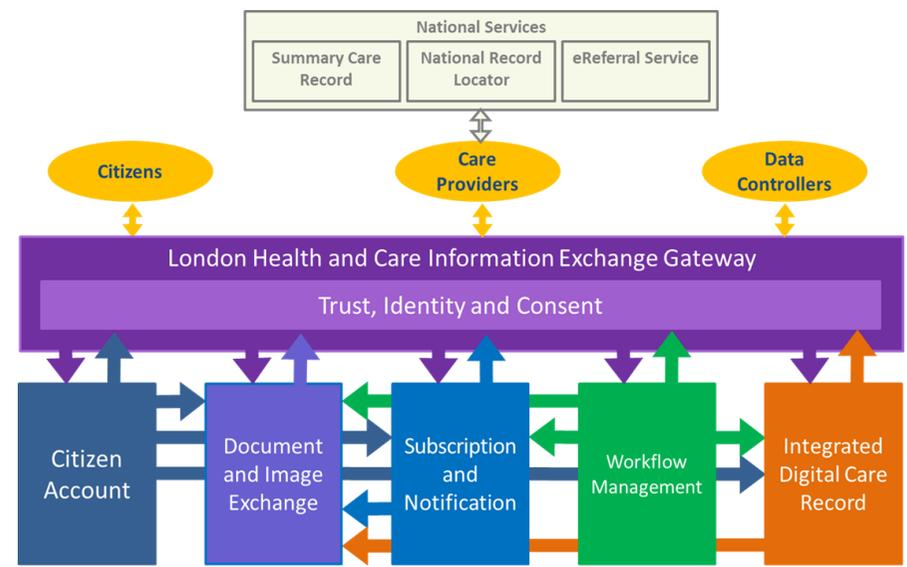 National Services
Summary Care
Record
National Record
Locator
eReferral Service
Citizens
Care
Providers
Data
Controllers
London Health and Care Information Exchange Gateway
Trust, Identity and Consent
Citizen
Account
Document
and Image
Exchange
Subscription
and
Notification
Workflow
Management
Integrated
Digital Care
Record